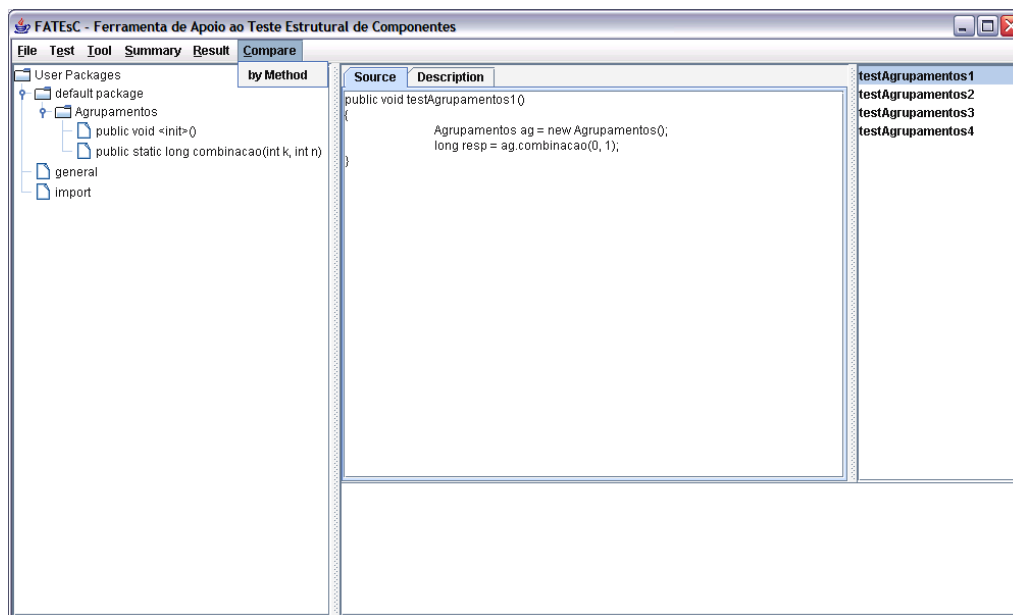 FATEsC - Ferramenta de Apoio ao Teste Estrutural de Componentes
File Test Tool Summary Result Compare
by Method
User Packages
default package
Agrupamentos
public void <init>()
public static long combinacao(int k, int n)
general
import
Source Description
public void testAgrupamentos1()
{
Agrupamentos ag = new Agrupamentos();
long resp = ag.combinacao(0, 1);
}
testAgrupamentos1
testAgrupamentos2
testAgrupamentos3
testAgrupamentos4